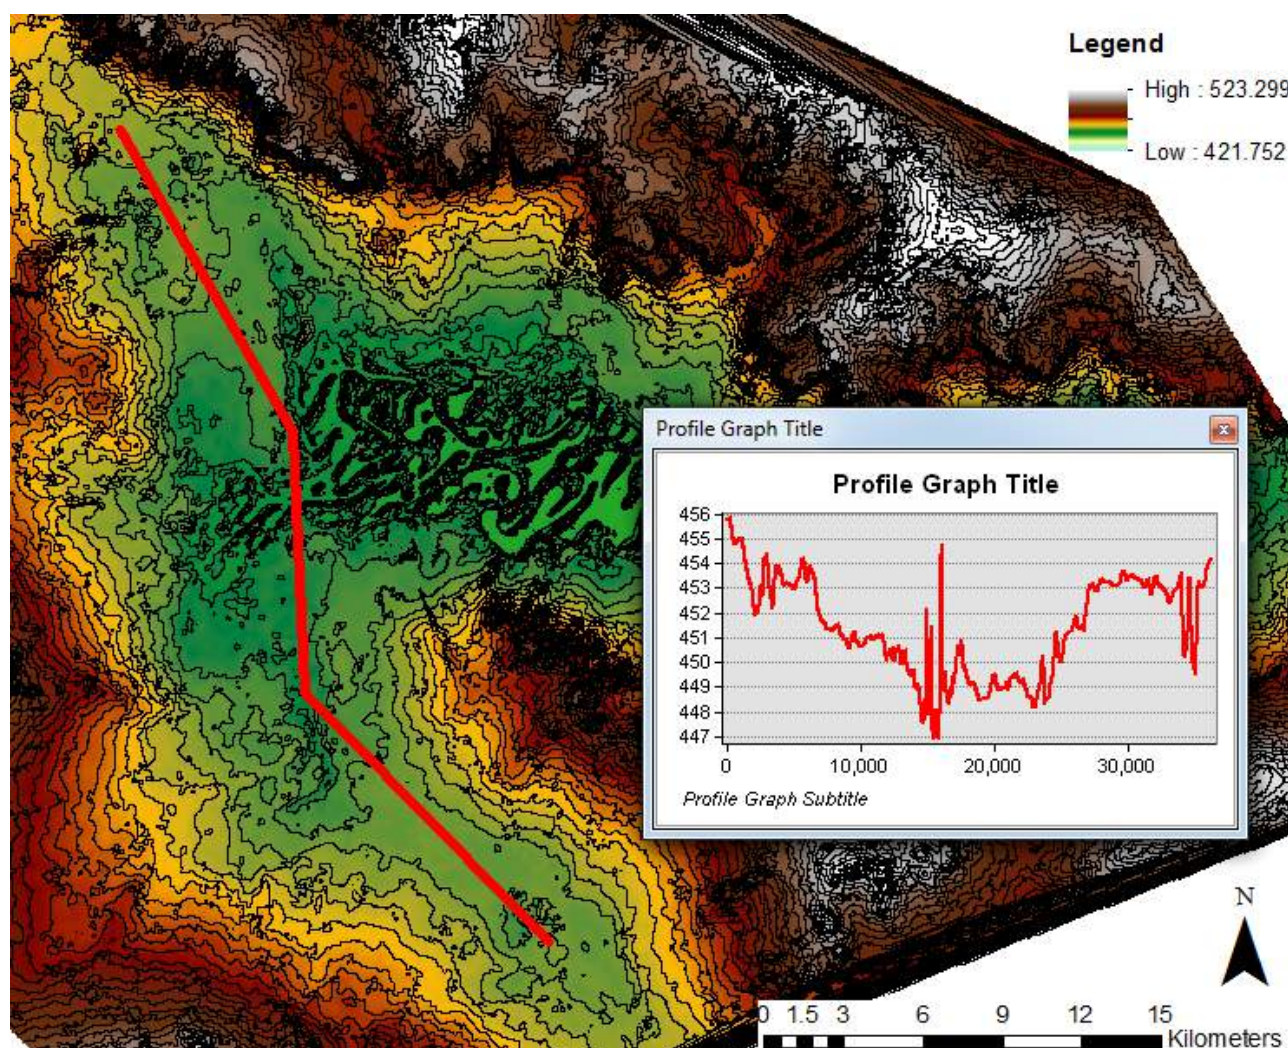 Legend
High : 523.299
Low : 421.752
Profile Graph Title
x
Profile Graph Title
456
455
454
453
452
451
450
449
448
447
0 10,000 20,000 30,000
Profile Graph Subtitle
N
0 1.5 3 6 9 12 15
Kilometers